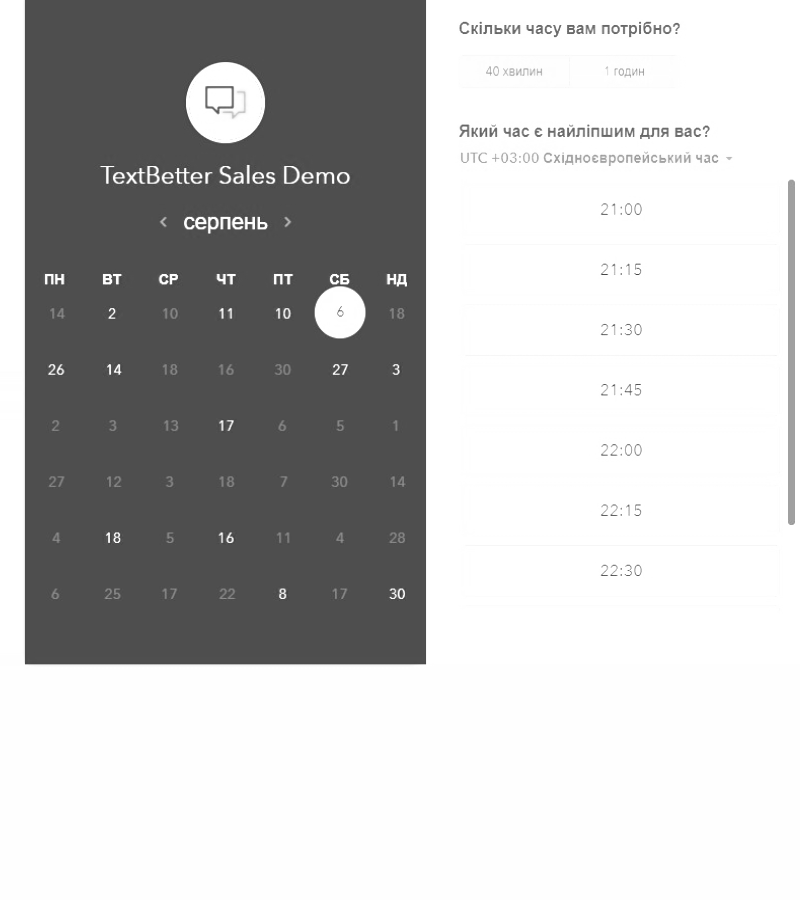 TextBetter Sales Demo
серпень
ПН ВТ СР ЧТ ПТ СБ НД
14 2 10 11 10 6 18
26 14 18 16 30 27 3
2 3 13 17 6 5 1
27 12 3 18 7 30 14
4 18 5 16 11 4 28
6 25 17 22 8 17 30
Скільки часу вам потрібно?
40 хвилин 1 годин
Який час є найліпшим для вас?
UTC +03:00 Східноєвропейський час
21:00
21:15
21:30
21:45
22:00
22:15
22:30